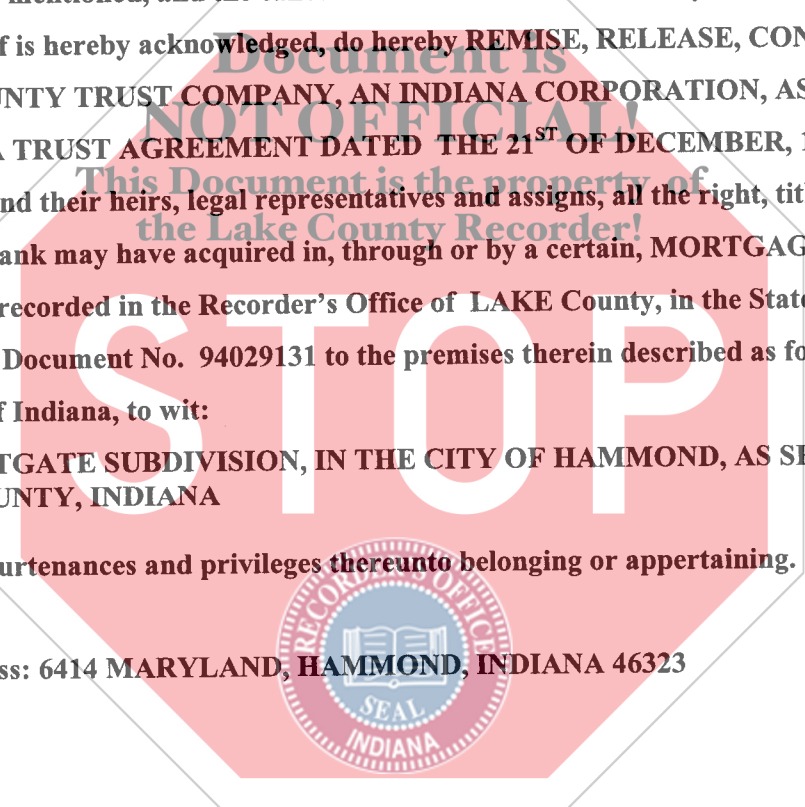 f is hereby acknowledged, do hereby REMISE, RELEASE, CON
Document is
UNTY TRUST COMPANY, AN INDIANA CORPORATION, AS
NOT OFFICIAL!
A TRUST AGREEMENT DATED THE 21ST OF DECEMBER, 1
This Document is the property of
nd their heirs, legal representatives and assigns, all the right, titl
the Lake County Recorder!
ank may have acquired in, through or by a certain, MORTGAG
recorded in the Recorder's Office of LAKE County, in the State
Document No. 94029131 to the premises therein described as fo
STOP
f Indiana, to wit:
TGATE SUBDIVISION, IN THE CITY OF HAMMOND, AS SH
UNTY, INDIANA
urtenances and privileges thereunto belonging or appertaining.
RECORDER'S OFFICE
ss: 6414 MARYLAND, HAMMOND, INDIANA 46323
SEAL
INDIANA